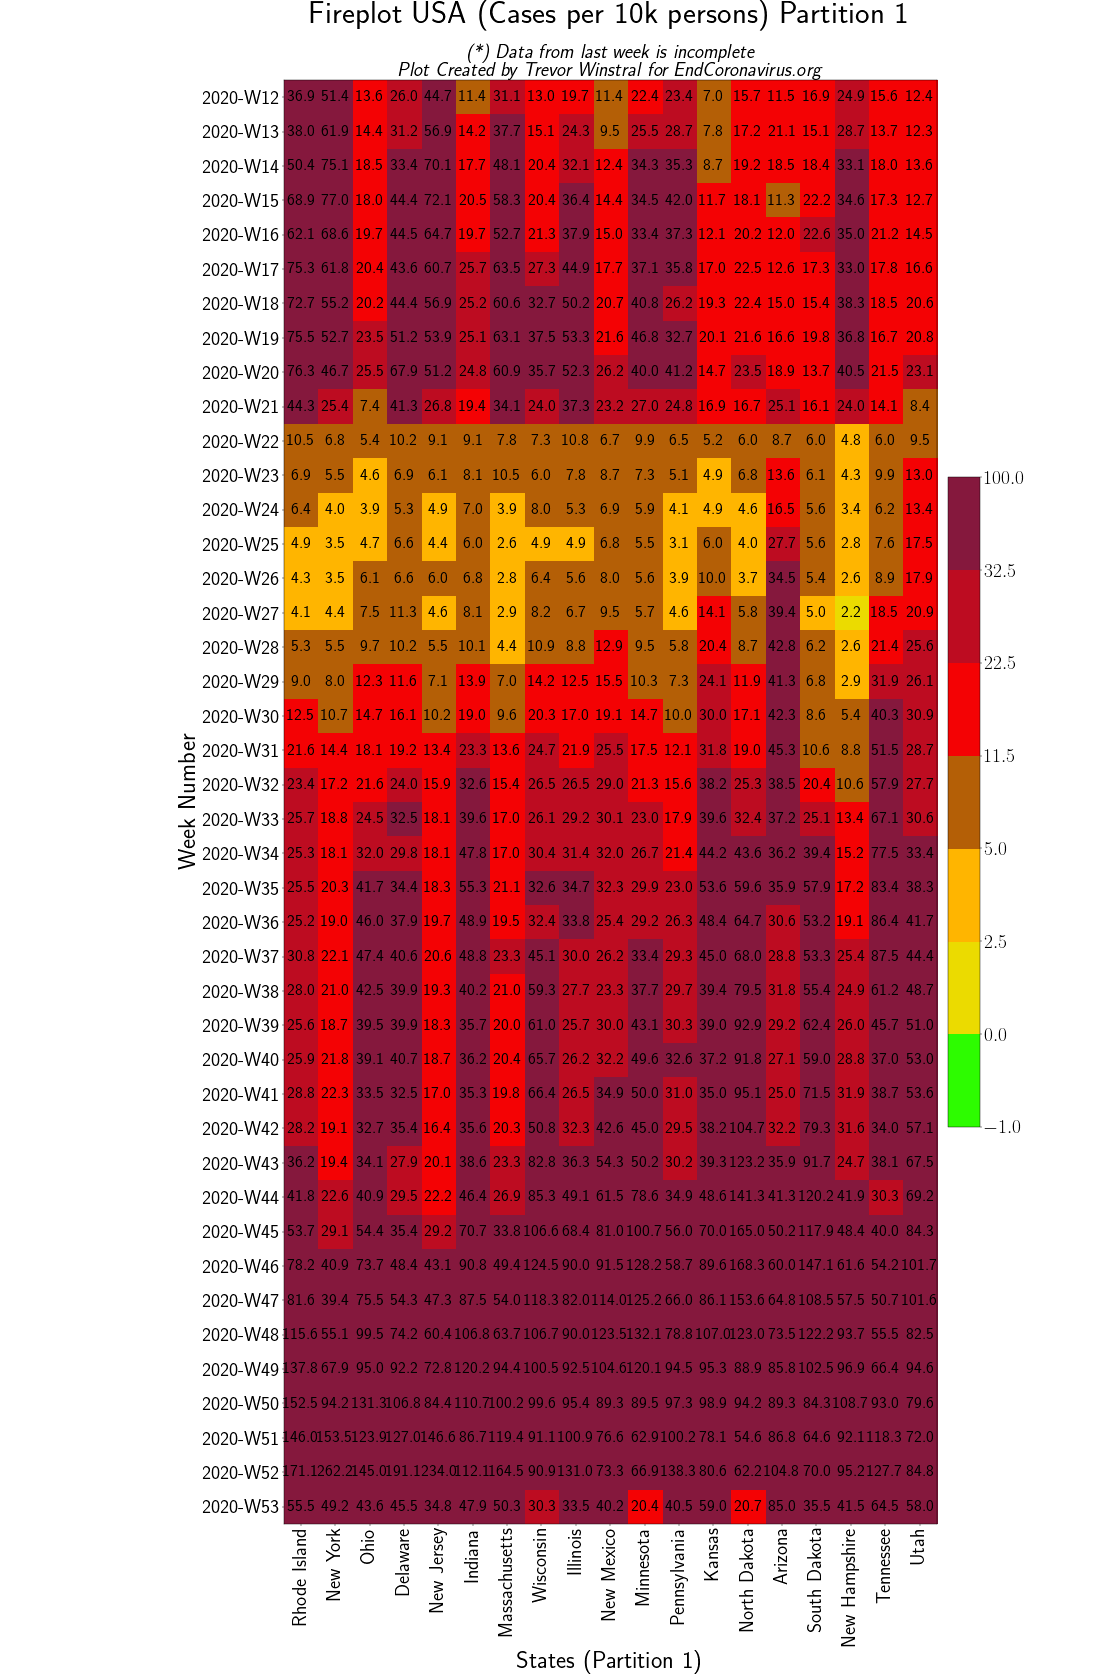 Fireplot USA (Cases per 10k persons) Partition 1
(*) Data from last week is incomplete
Plot Created by Trevor Winstral for EndCoronavirus.org
2020-W12 36.9 51.4 13.6 26.0 44.7 11.4 31.1 13.0 19.7 11.4 22.4 23.4 7.0 15.7 11.5 16.9 24.9 15.6 12.4
2020-W13 38.0 61.9 14.4 31.2 56.9 14.2 37.7 15.1 24.3 9.5 25.5 28.7 7.8 17.2 21.1 15.1 28.7 13.7 12.3
2020-W14 50.4 75.1 18.5 33.4 70.1 17.7 48.1 20.4 32.1 12.4 34.3 35.3 8.7 19.2 18.5 18.4 33.1 18.0 13.6
2020-W15 68.9 77.0 18.0 44.4 72.1 20.5 58.3 20.4 36.4 14.4 34.5 42.0 11.7 18.1 11.3 22.2 34.6 17.3 12.7
2020-W16 62.1 68.6 19.7 44.5 64.7 19.7 52.7 21.3 37.9 15.0 33.4 37.3 12.1 20.2 12.0 22.6 35.0 21.2 14.5
2020-W17 75.3 61.8 20.4 43.6 60.7 25.7 63.5 27.3 44.9 17.7 37.1 35.8 17.0 22.5 12.6 17.3 33.0 17.8 16.6
2020-W18 72.7 55.2 20.2 44.4 56.9 25.2 60.6 32.7 50.2 20.7 40.8 26.2 19.3 22.4 15.0 15.4 38.3 18.5 20.6
2020-W19 75.5 52.7 23.5 51.2 53.9 25.1 63.1 37.5 53.3 21.6 46.8 32.7 20.1 21.6 16.6 19.8 36.8 16.7 20.8
2020-W20 76.3 46.7 25.5 67.9 51.2 24.8 60.9 35.7 52.3 26.2 40.0 41.2 14.7 23.5 18.9 13.7 40.5 21.5 23.1
2020-W21 44.3 25.4 7.4 41.3 26.8 19.4 34.1 24.0 37.3 23.2 27.0 24.8 16.9 16.7 25.1 16.1 24.0 14.1 8.4
2020-W22 10.5 6.8 5.4 10.2 9.1 9.1 7.8 7.3 10.8 6.7 9.9 6.5 5.2 6.0 8.7 6.0 4.8 6.0 9.5
2020-W23 6.9 5.5 4.6 6.9 6.1 8.1 10.5 6.0 7.8 8.7 7.3 5.1 4.9 6.8 13.6 6.1 4.3 9.9 13.0
2020-W24 6.4 4.0 3.9 5.3 4.9 7.0 3.9 8.0 5.3 6.9 5.9 4.1 4.9 4.6 16.5 5.6 3.4 6.2 13.4
2020-W25 4.9 3.5 4.7 6.6 4.4 6.0 2.6 4.9 4.9 6.8 5.5 3.1 6.0 4.0 27.7 5.6 2.8 7.6 17.5
2020-W26 4.3 3.5 6.1 6.6 6.0 6.8 2.8 6.4 5.6 8.0 5.6 3.9 10.0 3.7 34.5 5.4 2.6 8.9 17.9
2020-W27 4.1 4.4 7.5 11.3 4.6 8.1 2.9 8.2 6.7 9.5 5.7 4.6 14.1 5.8 39.4 5.0 2.2 18.5 20.9
2020-W28 5.3 5.5 9.7 10.2 5.5 10.1 4.4 10.9 8.8 12.9 9.5 5.8 20.4 8.7 42.8 6.2 2.6 21.4 25.6
2020-W29 9.0 8.0 12.3 11.6 7.1 13.9 7.0 14.2 12.5 15.5 10.3 7.3 24.1 11.9 41.3 6.8 2.9 31.9 26.1
2020-W30 12.5 10.7 14.7 16.1 10.2 19.0 9.6 20.3 17.0 19.1 14.7 10.0 30.0 17.1 42.3 8.6 5.4 40.3 30.9
2020-W31 21.6 14.4 18.1 19.2 13.4 23.3 13.6 24.7 21.9 25.5 17.5 12.1 31.8 19.0 45.3 10.6 8.8 51.5 28.7
2020-W32 23.4 17.2 21.6 24.0 15.9 32.6 15.4 26.5 26.5 29.0 21.3 15.6 38.2 25.3 38.5 20.4 10.6 57.9 27.7
2020-W33 25.7 18.8 24.5 32.5 18.1 39.6 17.0 26.1 29.2 30.1 23.0 17.9 39.6 32.4 37.2 25.1 13.4 67.1 30.6
2020-W34 25.3 18.1 32.0 29.8 18.1 47.8 17.0 30.4 31.4 32.0 26.7 21.4 44.2 43.6 36.2 39.4 15.2 77.5 33.4
2020-W35 25.5 20.3 41.7 34.4 18.3 55.3 21.1 32.6 34.7 32.3 29.9 23.0 53.6 59.6 35.9 57.9 17.2 83.4 38.3
2020-W36 25.2 19.0 46.0 37.9 19.7 48.9 19.5 32.4 33.8 25.4 29.2 26.3 48.4 64.7 30.6 53.2 19.1 86.4 41.7
2020-W37 30.8 22.1 47.4 40.6 20.6 48.8 23.3 45.1 30.0 26.2 33.4 29.3 45.0 68.0 28.8 53.3 25.4 87.5 44.4
2020-W38 28.0 21.0 42.5 39.9 19.3 40.2 21.0 59.3 27.7 23.3 37.7 29.7 39.4 79.5 31.8 55.4 24.9 61.2 48.7
2020-W39 25.6 18.7 39.5 39.9 18.3 35.7 20.0 61.0 25.7 30.0 43.1 30.3 39.0 92.9 29.2 62.4 26.0 45.7 51.0
2020-W40 25.9 21.8 39.1 40.7 18.7 36.2 20.4 65.7 26.2 32.2 49.6 32.6 37.2 91.8 27.1 59.0 28.8 37.0 53.0
2020-W41 28.8 22.3 33.5 32.5 17.0 35.3 19.8 66.4 26.5 34.9 50.0 31.0 35.0 95.1 25.0 71.5 31.9 38.7 53.6
2020-W42 28.2 19.1 32.7 35.4 16.4 35.6 20.3 50.8 32.3 42.6 45.0 29.5 38.2 104.7 32.2 79.3 31.6 34.0 57.1
2020-W43 36.2 19.4 34.1 27.9 20.1 38.6 23.3 82.8 36.3 54.3 50.2 30.2 39.3 123.2 35.9 91.7 24.7 38.1 67.5
2020-W44 41.8 22.6 40.9 29.5 22.2 46.4 26.9 85.3 49.1 61.5 78.6 34.9 48.6 141.3 41.3 120.2 41.9 30.3 69.2
2020-W45 53.7 29.1 54.4 35.4 29.2 70.7 33.8 106.6 68.4 81.0 100.7 56.0 70.0 165.0 50.2 117.9 48.4 40.0 84.3
2020-W46 78.2 40.9 73.7 48.4 43.1 90.8 49.4 124.5 90.0 91.5 128.2 58.7 89.6 168.3 60.0 147.1 61.6 54.2 101.7
2020-W47 81.6 39.4 75.5 54.3 47.3 87.5 54.0 118.3 82.0 114.0 125.2 66.0 86.1 153.6 64.8 108.5 57.5 50.7 101.6
2020-W48 115.6 55.1 99.5 74.2 60.4 106.8 63.7 106.7 90.0 123.5 132.1 78.8 107.0 123.0 73.5 122.2 93.7 55.5 82.5
2020-W49 137.8 67.9 95.0 92.2 72.8 120.2 94.4 100.5 92.5 104.6 120.1 94.5 95.3 88.9 85.8 102.5 96.9 66.4 94.6
2020-W50 152.5 94.2 131.3 106.8 84.4 110.7 100.2 99.6 95.4 89.3 89.5 97.3 98.9 94.2 89.3 84.3 108.7 93.0 79.6
2020-W51 146.0 153.5 123.9 127.0 146.6 86.7 119.4 91.1 100.9 76.6 62.9 100.2 78.1 54.6 86.8 64.6 92.1 118.3 72.0
2020-W52 171.1 262.2 145.0 191.1 234.0 112.1 164.5 90.9 131.0 73.3 66.9 138.3 80.6 62.2 104.8 70.0 95.2 127.7 84.8
2020-W53 55.5 49.2 43.6 45.5 34.8 47.9 50.3 30.3 33.5 40.2 20.4 40.5 59.0 20.7 85.0 35.5 41.5 64.5 58.0
Week Number
Rhode Island
New York
Ohio
Delaware
New Jersey
Indiana
Massachusetts
Wisconsin
Illinois
New Mexico
Minnesota
Pennsylvania
Kansas
North Dakota
Arizona
South Dakota
New Hampshire
Tennessee
Utah
States (Partition 1)
100.0
32.5
22.5
11.5
5.0
2.5
0.0
−1.0